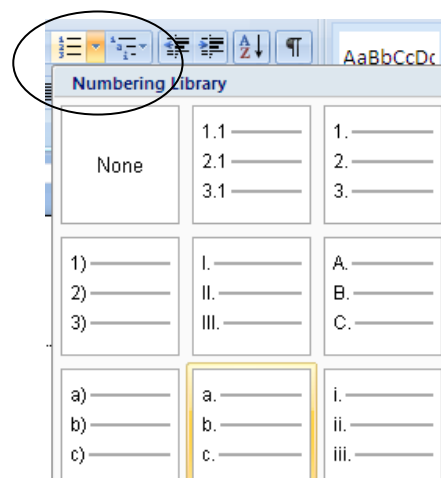 AaBbCcDc
Numbering Library
None
1.1
2.1
3.1
1.
2.
3.
1)
2)
3)
I.
II.
III.
A.
B.
C.
a)
b)
c)
a.
b.
c.
i.
ii.
iii.